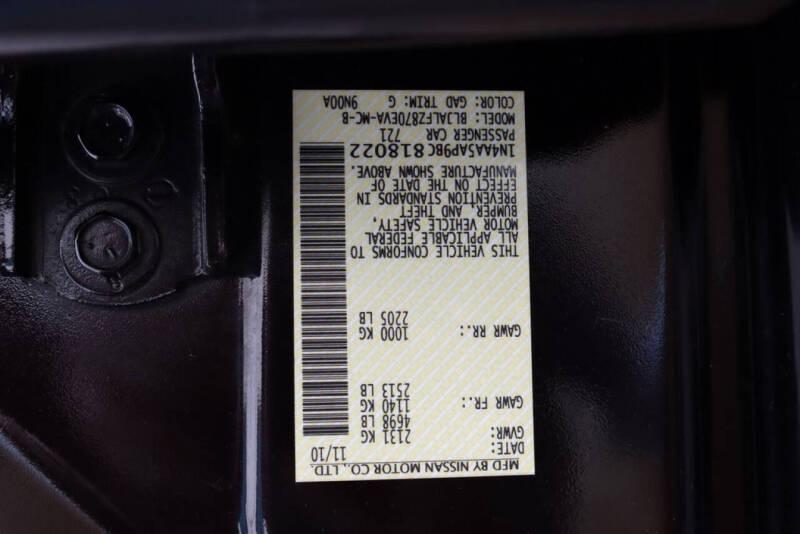 MFD BY NISSAN MOTOR CO., LTD.
DATE: 11/10
GVWR: 2131 KG
4698 LB
GAWR FR.: 1140 KG
2513 LB
GAWR RR.: 1000 KG
2205 LB
THIS VEHICLE CONFORMS TO
ALL APPLICABLE FEDERAL
MOTOR VEHICLE SAFETY,
BUMPER AND THEFT
PREVENTION STANDARDS IN
EFFECT ON THE DATE OF
MANUFACTURE SHOWN ABOVE.
1N4AA5AP9BC818022
PASSENGER CAR 7721
MODEL: BLJALFZ870EVA-MC-B
COLOR: GAD TRIM: G 9N00A